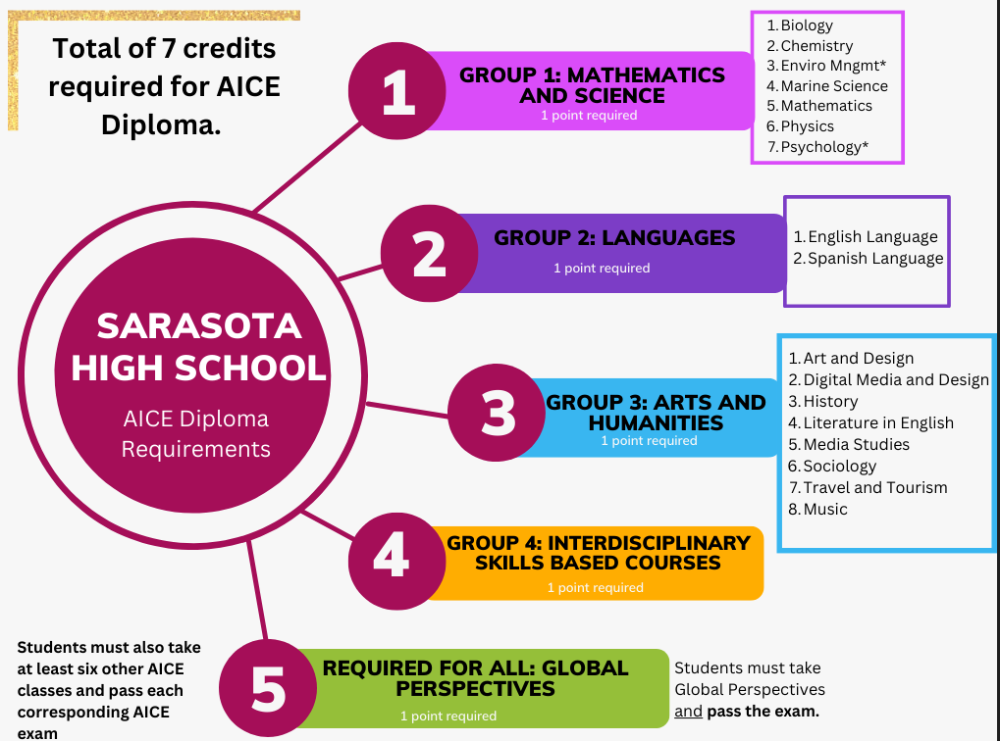 Total of 7 credits
required for AICE
Diploma.
1
GROUP 1: MATHEMATICS
AND SCIENCE
1 point required
1. Biology
2. Chemistry
3. Enviro Mngmt*
4. Marine Science
5. Mathematics
6. Physics
7. Psychology*
2
GROUP 2: LANGUAGES
1 point required
1. English Language
2. Spanish Language
SARASOTA
HIGH SCHOOL
AICE Diploma
Requirements
3
GROUP 3: ARTS AND
HUMANITIES
1 point required
1. Art and Design
2. Digital Media and Design
3. History
4. Literature in English
5. Media Studies
6. Sociology
7. Travel and Tourism
8. Music
4
GROUP 4: INTERDISCIPLINARY
SKILLS BASED COURSES
1 point required
Students must also take
at least six other AICE
classes and pass each
corresponding AICE
exam
5
REQUIRED FOR ALL: GLOBAL
PERSPECTIVES
1 point required
Students must take
Global Perspectives
and pass the exam.